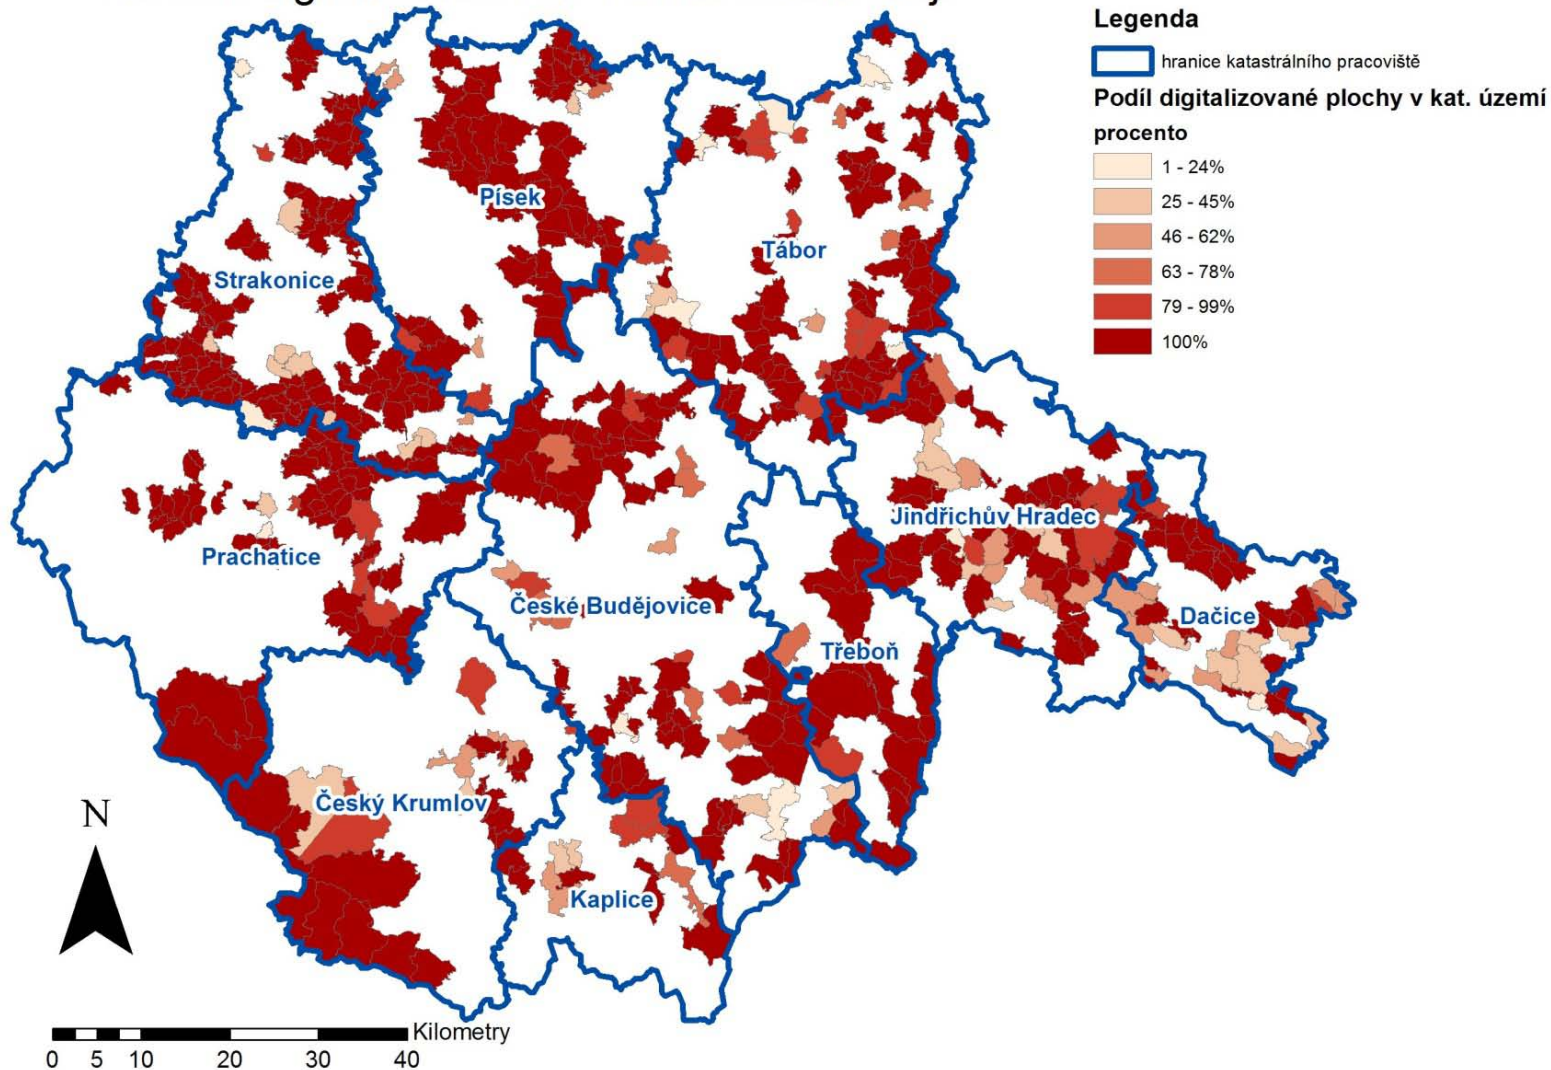 Legenda
hranice katastrálního pracoviště
Podíl digitalizované plochy v kat. území
procento
1 - 24%
25 - 45%
46 - 62%
63 - 78%
79 - 99%
100%
Písek
Tábor
Strakonice
Jindřichův Hradec
Prachatice
České Budějovice
Dačice
Třeboň
Český Krumlov
Kaplice
N
Kilometry
0 5 10 20 30 40